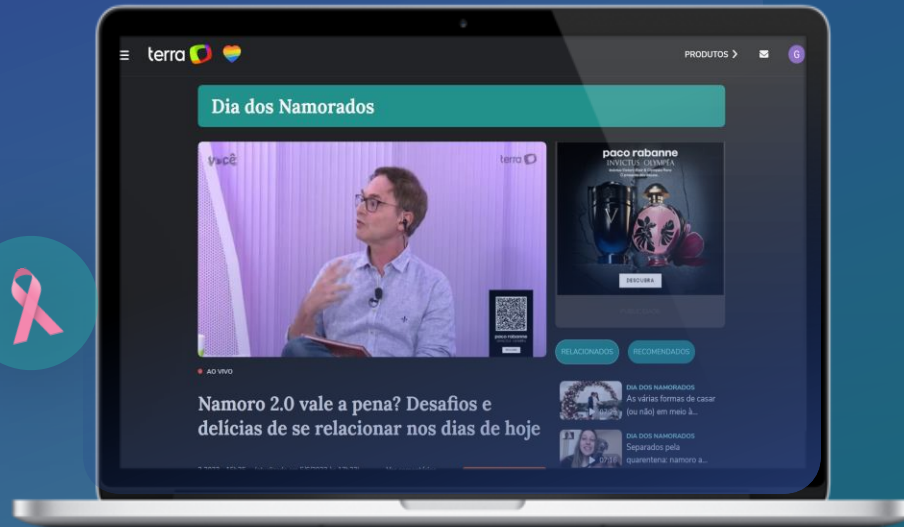 terra
PRODUTOS
G
Dia dos Namorados
você
terra
paco rabanne
INVICTUS OLYMPÉA
DESCUBRA
paco rabanne
AO VIVO
RELACIONADOS
RECOMENDADOS
Namoro 2.0 vale a pena? Desafios e
delícias de se relacionar nos dias de hoje
DIA DOS NAMORADOS
As várias formas de casar
(ou não) em meio à...
DIA DOS NAMORADOS
Separados pela
quarentena: namoro a...